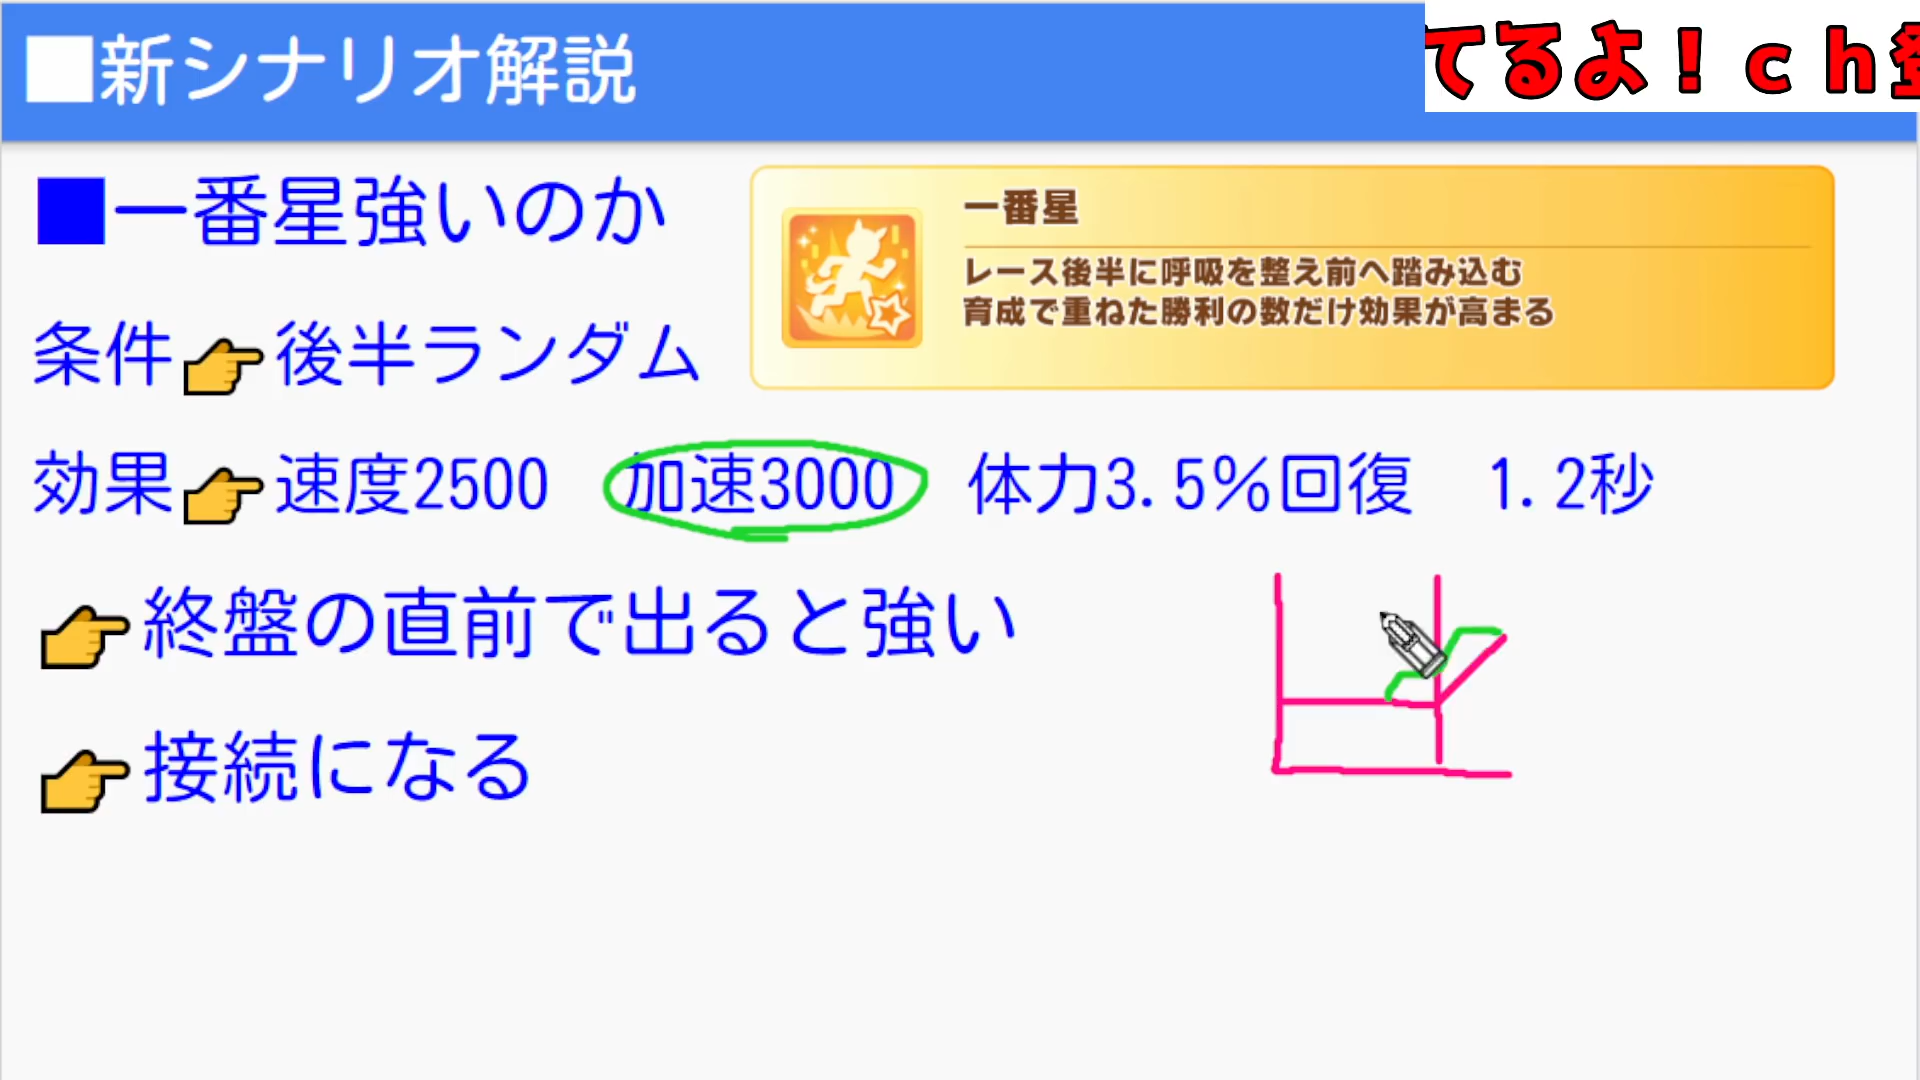 ■新シナリオ解説
てるよ！ｃｈ
■一番星強いのか
一番星
レース後半に呼吸を整え前へ踏み込む
育成で重ねた勝利の数だけ効果が高まる
条件👉後半ランダム
効果👉速度2500　加速3000　体力3.5%回復　1.2秒
👉終盤の直前で出ると強い
👉接続になる